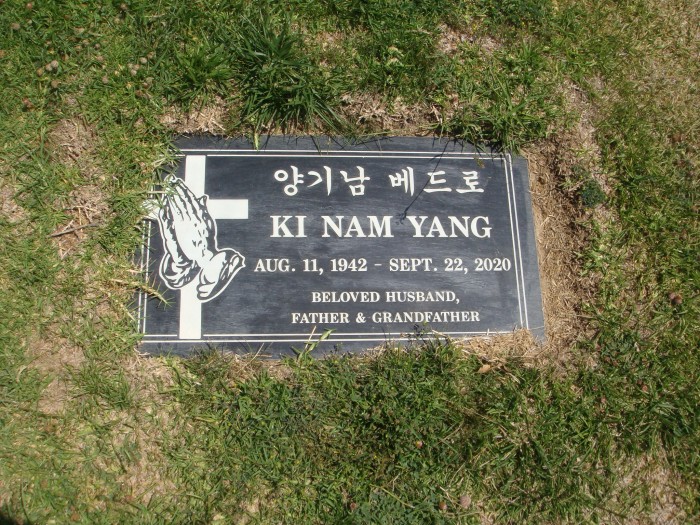 양기남 베드로
KI NAM YANG
AUG. 11, 1942 - SEPT. 22, 2020
BELOVED HUSBAND,
FATHER & GRANDFATHER